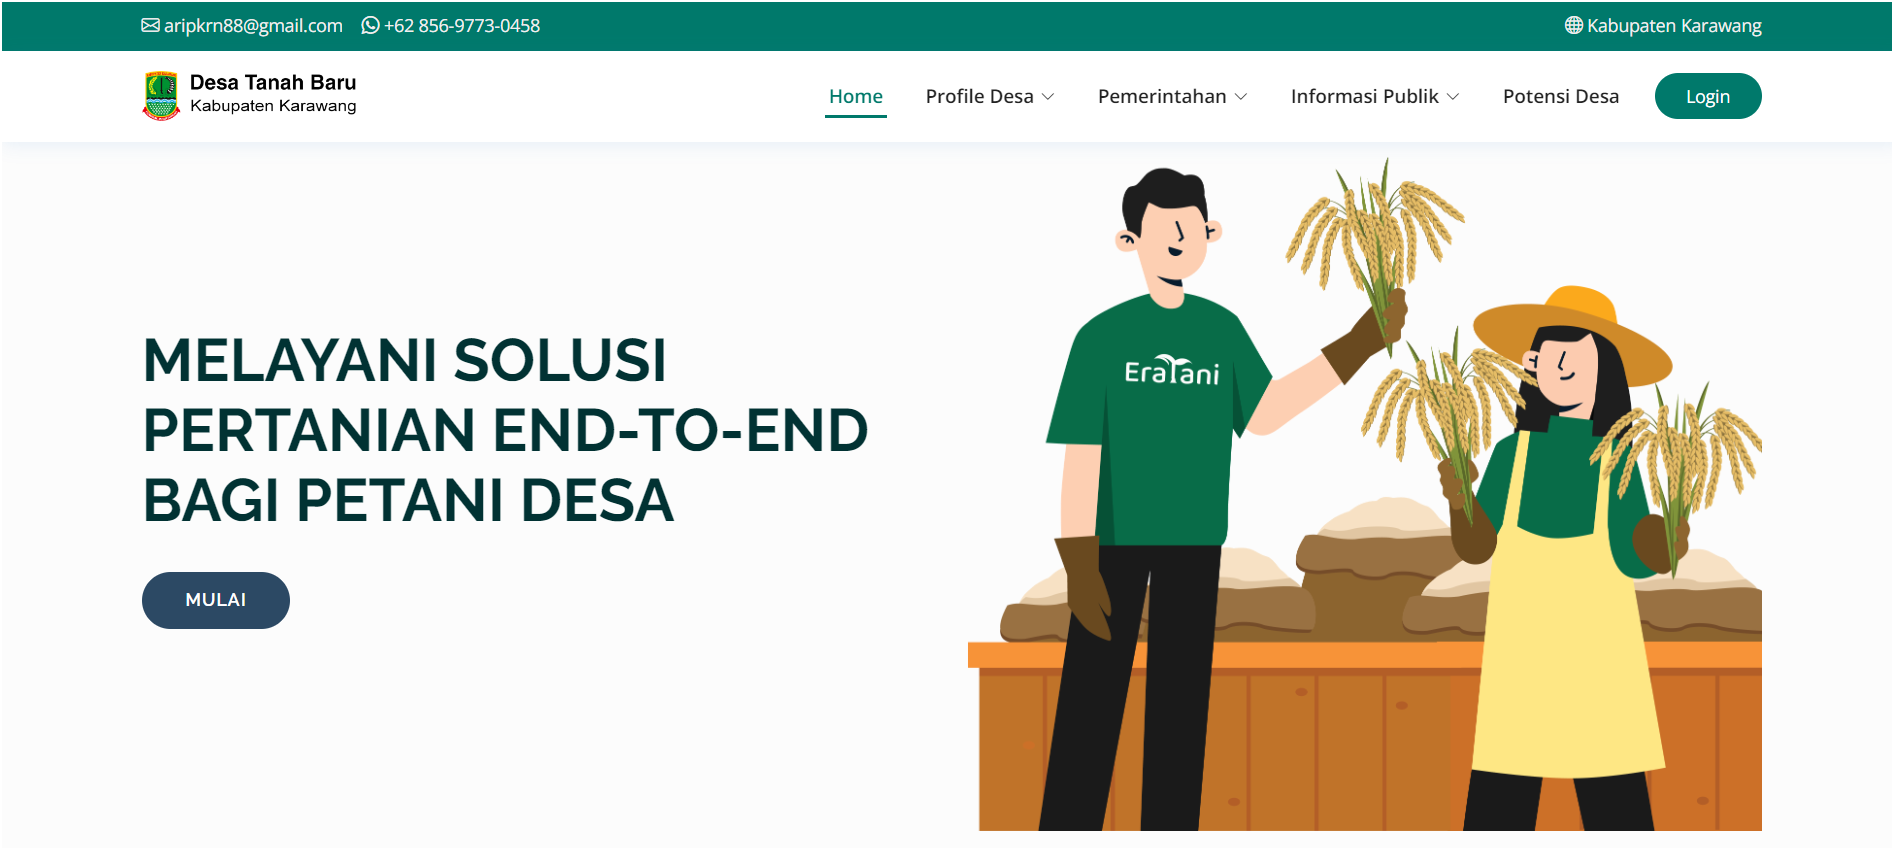 aripkrn88@gmail.com +62 856-9773-0458 Kabupaten Karawang
Desa Tanah Baru
Kabupaten Karawang
Home Profile Desa Pemerintahan Informasi Publik Potensi Desa Login
MELAYANI SOLUSI
PERTANIAN END-TO-END
BAGI PETANI DESA
MULAI
EraTani